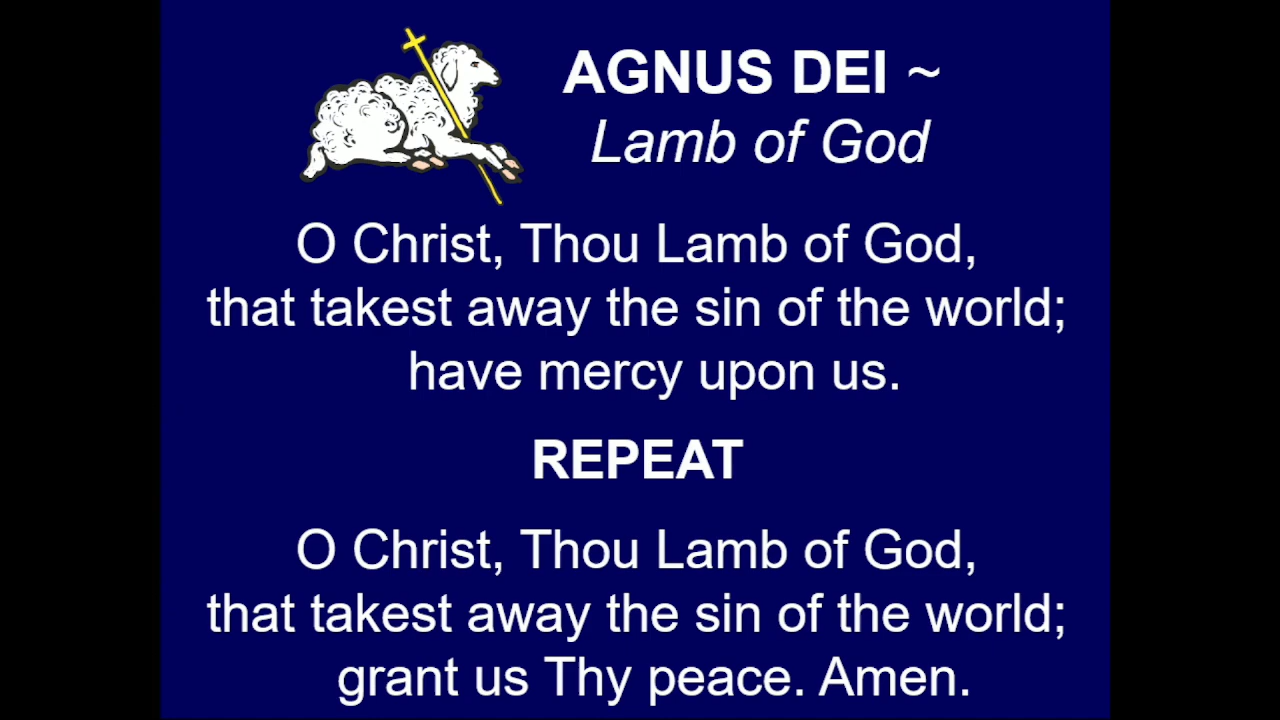 AGNUS DEI ~
Lamb of God
O Christ, Thou Lamb of God,
that takest away the sin of the world;
have mercy upon us.
REPEAT
O Christ, Thou Lamb of God,
that takest away the sin of the world;
grant us Thy peace. Amen.